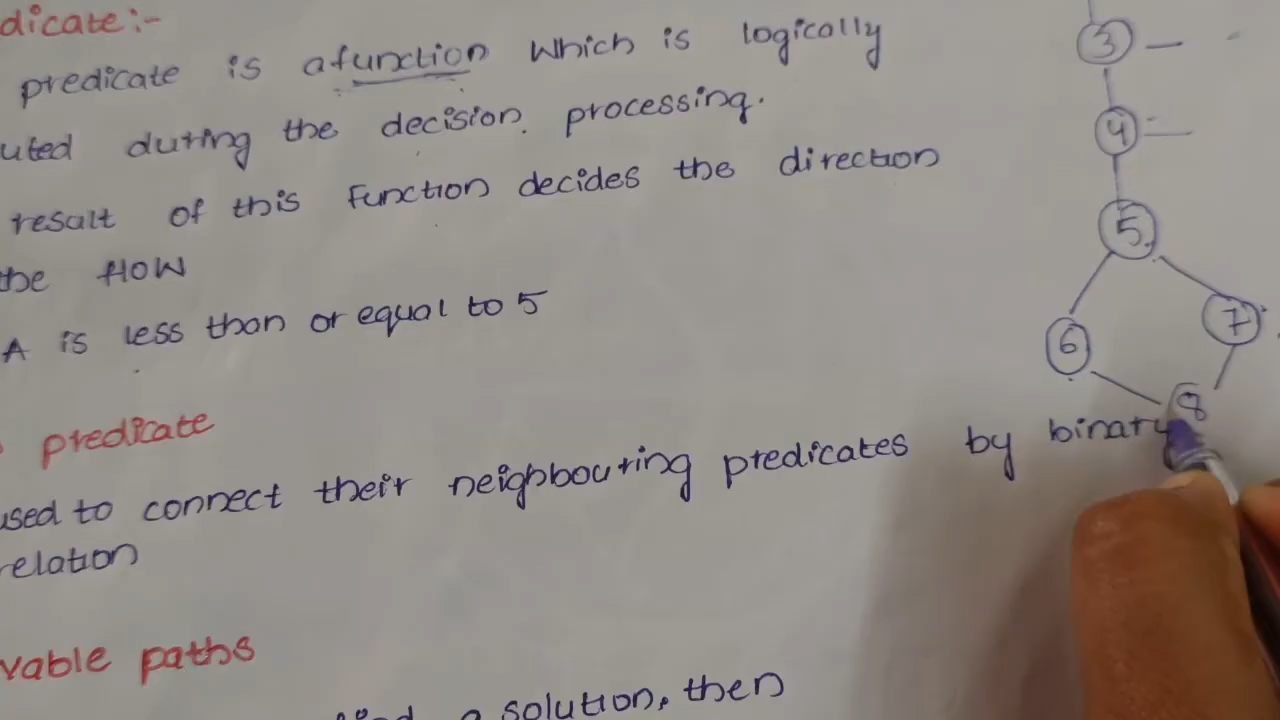 dicate:-
predicate is a function which is logically
uted during the decision processing.
result of this function decides the direction
the flow
A is less than or equal to 5
predicate
used to connect their neighbouring predicates by binary
relation
vable paths
a solution, then
3
4
5
6
7
8